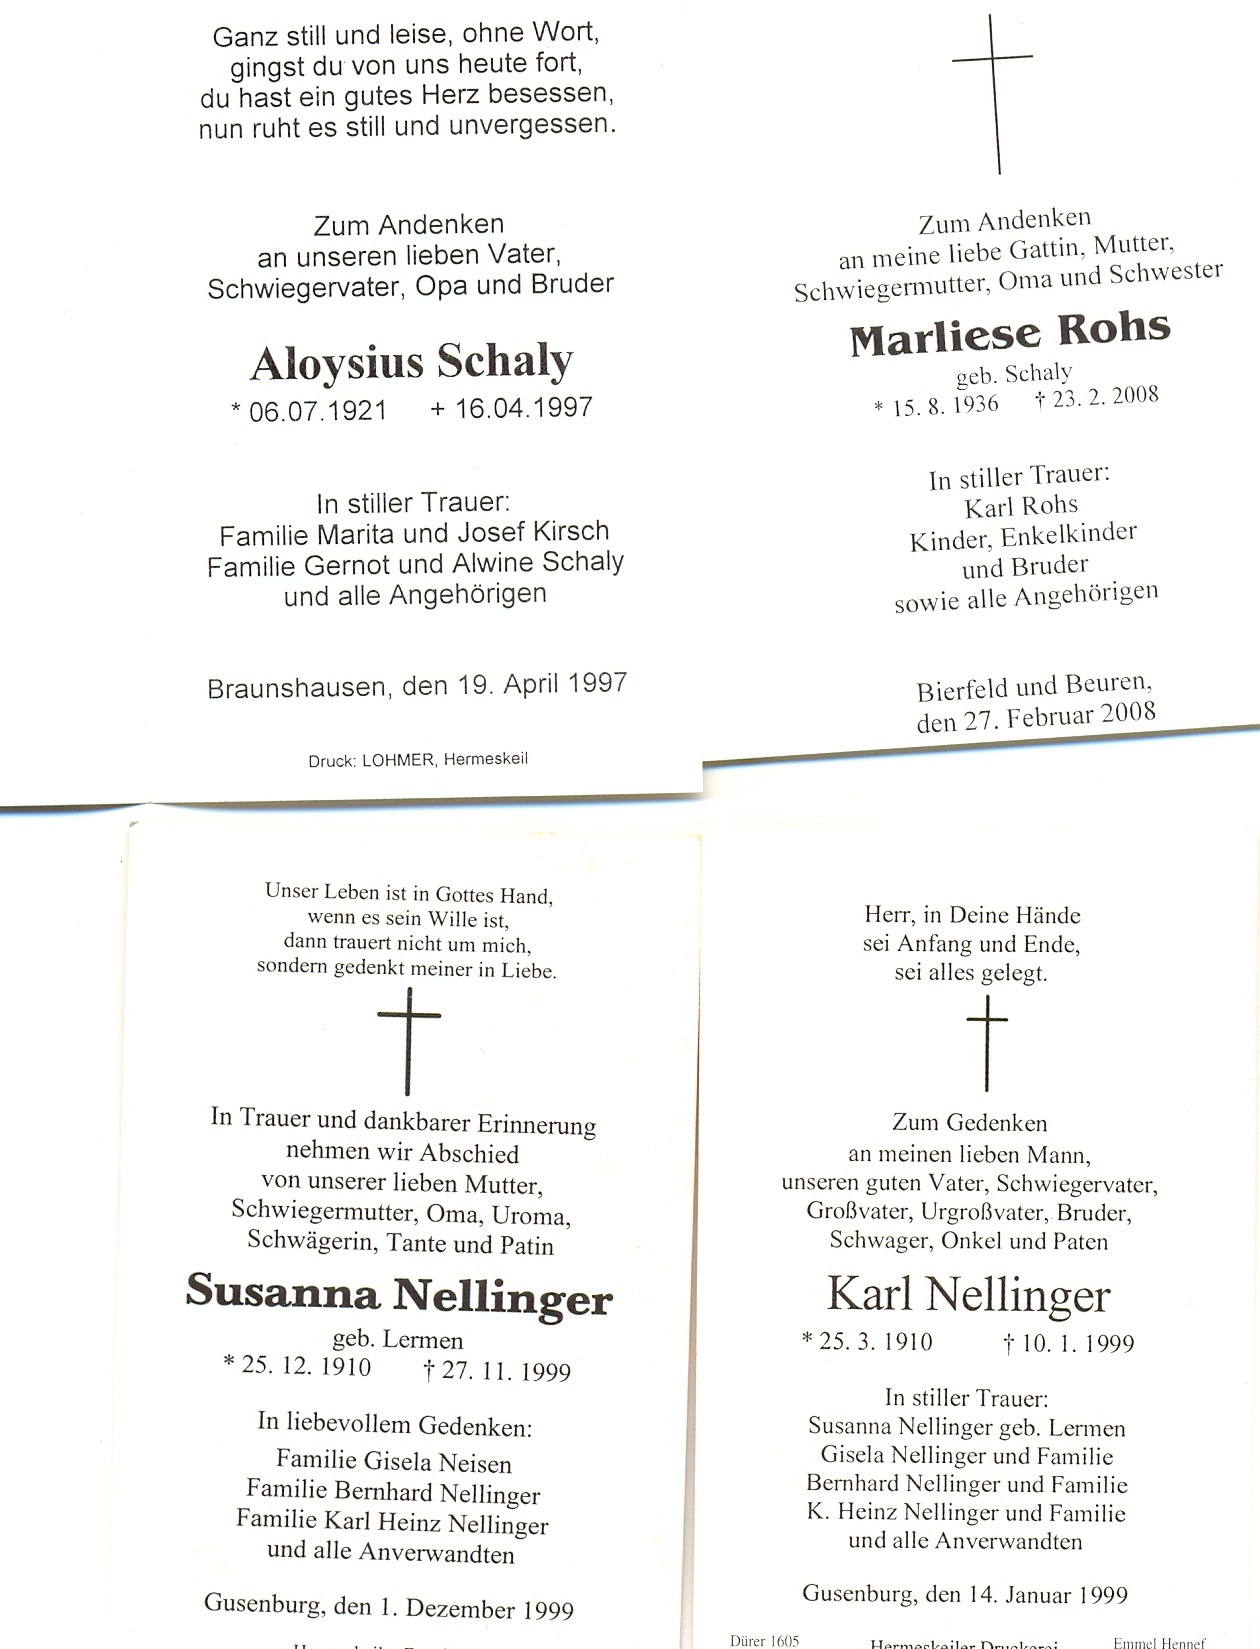 Ganz still und leise, ohne Wort,
gingst du von uns heute fort,
du hast ein gutes Herz besessen,
nun ruht es still und unvergessen.
Zum Andenken
an unseren lieben Vater,
Schwiegervater, Opa und Bruder
Aloysius Schaly
* 06.07.1921 + 16.04.1997
In stiller Trauer:
Familie Marita und Josef Kirsch
Familie Gernot und Alwine Schaly
und alle Angehörigen
Braunshausen, den 19. April 1997
Druck: LOHMER, Hermeskeil
Zum Andenken
an meine liebe Gattin, Mutter,
Schwiegermutter, Oma und Schwester
Marliese Rohs
geb. Schaly
* 15. 8. 1936 † 23. 2. 2008
In stiller Trauer:
Karl Rohs
Kinder, Enkelkinder
und Bruder
sowie alle Angehörigen
Bierfeld und Beuren,
den 27. Februar 2008
Unser Leben ist in Gottes Hand,
wenn es sein Wille ist,
dann trauert nicht um mich,
sondern gedenkt meiner in Liebe.
In Trauer und dankbarer Erinnerung
nehmen wir Abschied
von unserer lieben Mutter,
Schwiegermutter, Oma, Uroma,
Schwägerin, Tante und Patin
Susanna Nellinger
geb. Lermen
* 25. 12. 1910 † 27. 11. 1999
In liebevollem Gedenken:
Familie Gisela Neisen
Familie Bernhard Nellinger
Familie Karl Heinz Nellinger
und alle Anverwandten
Gusenburg, den 1. Dezember 1999
Herr, in Deine Hände
sei Anfang und Ende,
sei alles gelegt.
Zum Gedenken
an meinen lieben Mann,
unseren guten Vater, Schwiegervater,
Großvater, Urgroßvater, Bruder,
Schwager, Onkel und Paten
Karl Nellinger
* 25. 3. 1910 † 10. 1. 1999
In stiller Trauer:
Susanna Nellinger geb. Lermen
Gisela Nellinger und Familie
Bernhard Nellinger und Familie
K. Heinz Nellinger und Familie
und alle Anverwandten
Gusenburg, den 14. Januar 1999
Dürer 1605 Hermeskeiler Druckerei Emmel Hennef